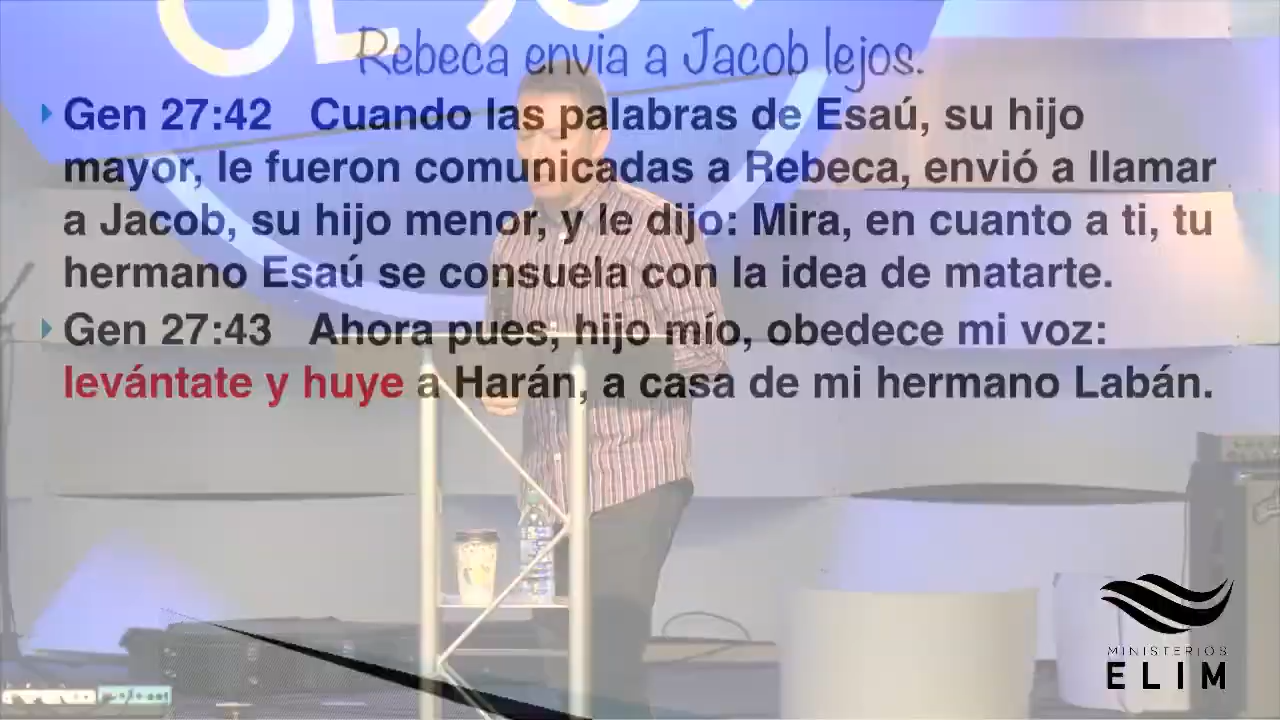 Rebeca envia a Jacob lejos.
Gen 27:42 Cuando las palabras de Esaú, su hijo
mayor, le fueron comunicadas a Rebeca, envió a llamar
a Jacob, su hijo menor, y le dijo: Mira, en cuanto a ti, tu
hermano Esaú se consuela con la idea de matarte.
Gen 27:43 Ahora pues, hijo mío, obedece mi voz:
levántate y huye a Harán, a casa de mi hermano Labán.
MINISTERIOS
ELIM